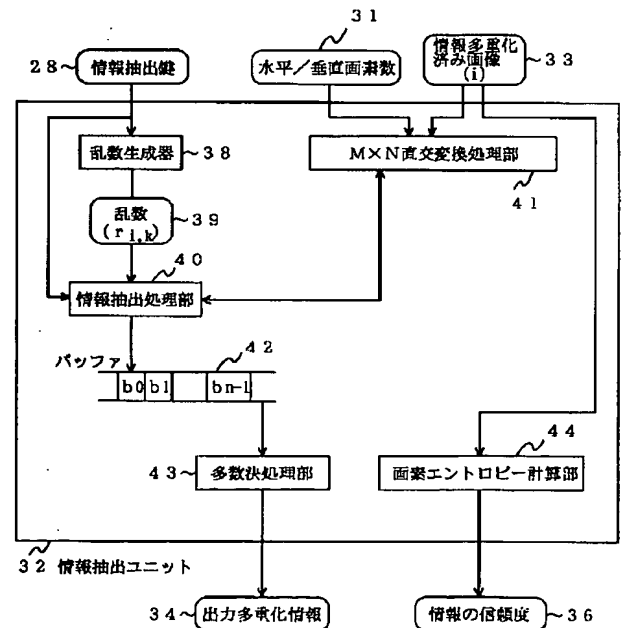 31
28 情報抽出鍵
水平/垂直画素数
情報多重化
済み画像
(i)
33
乱数生成器 38
M×N直交変換処理部
41
乱数
(r i,k)
39
40
情報抽出処理部
バッファ
42
b0 b1 bn-1
44
43 多数決処理部
画素エントロピー計算部
32 情報抽出ユニット
34 出力多重化情報
情報の信頼度 36